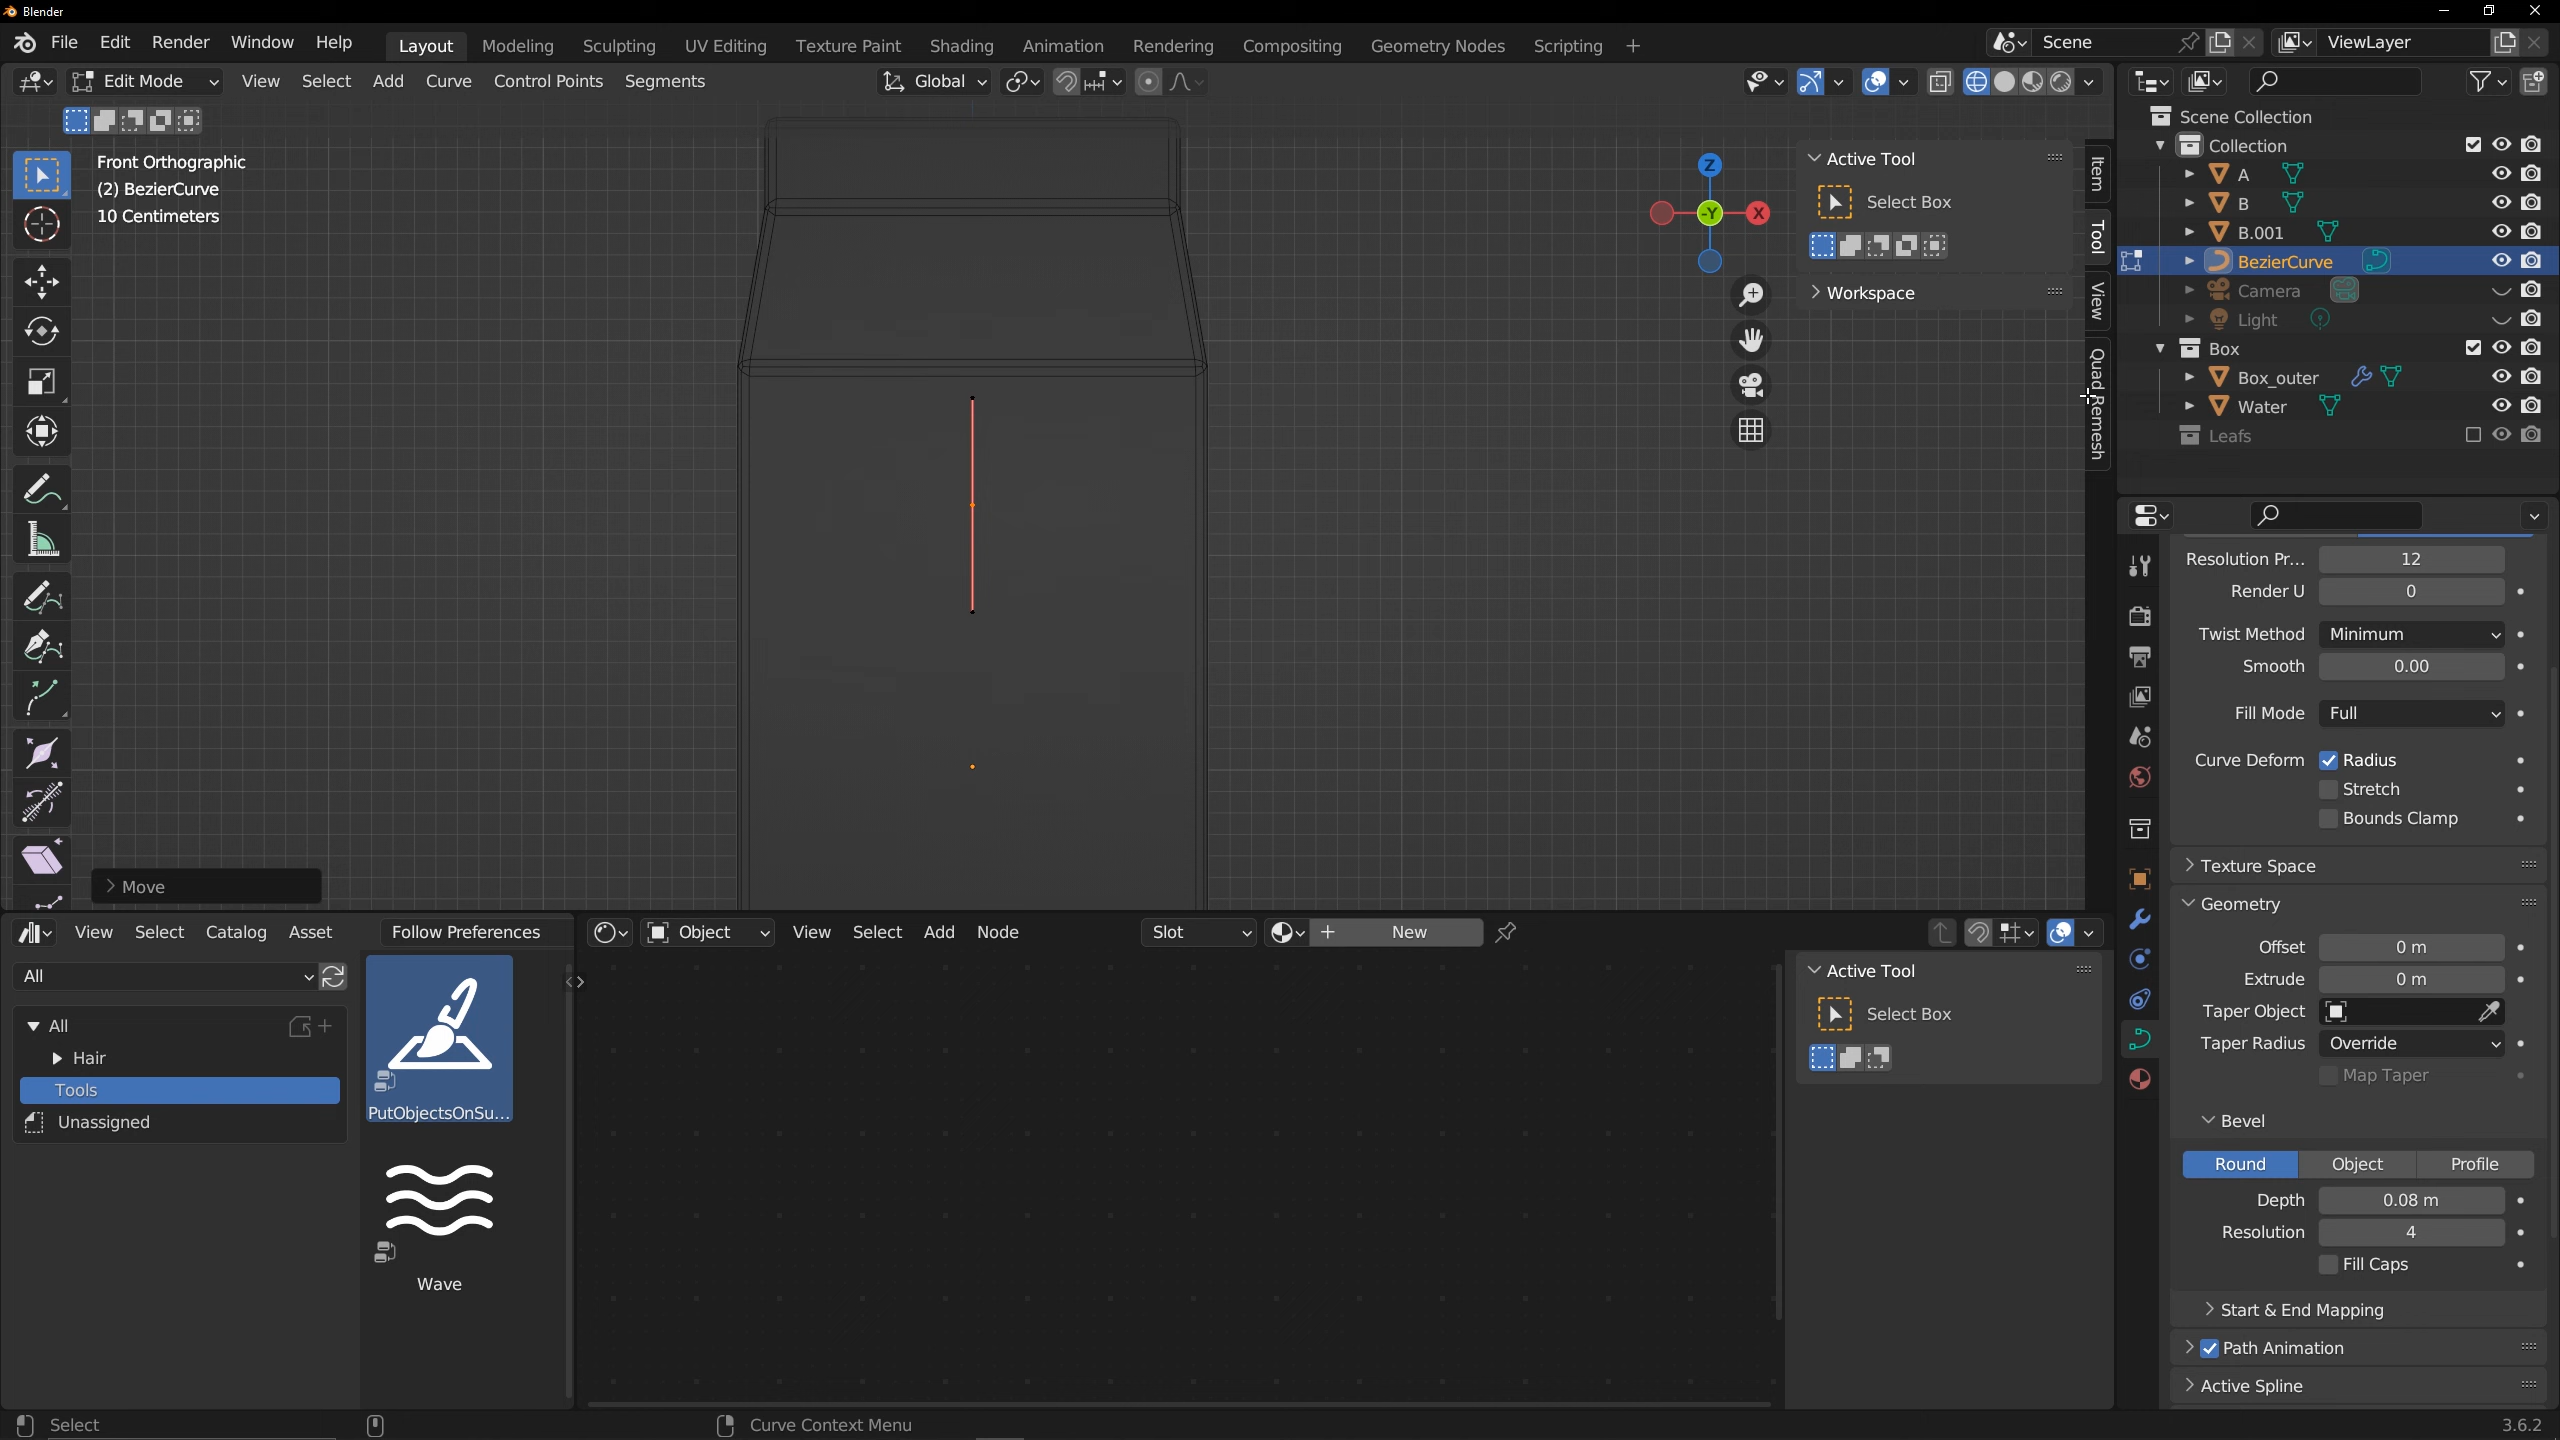 Blender
File Edit Render Window Help Layout Modeling Sculpting UV Editing Texture Paint Shading Animation Rendering Compositing Geometry Nodes Scripting + Scene ViewLayer
Edit Mode View Select Add Curve Control Points Segments Global
Front Orthographic
(2) BezierCurve
10 Centimeters
Z
-Y
X
Active Tool
Select Box
Workspace
Item
Tool
View
Quad Remesh
Move
Scene Collection
Collection
A
B
B.001
BezierCurve
Camera
Light
Box
Box_outer
Water
Leafs
Resolution Pr... 12
Render U 0
Twist Method Minimum
Smooth 0.00
Fill Mode Full
Curve Deform Radius
Stretch
Bounds Clamp
Texture Space
Geometry
Offset 0 m
Extrude 0 m
Taper Object
Taper Radius Override
Map Taper
Bevel
Round Object Profile
Depth 0.08 m
Resolution 4
Fill Caps
Start & End Mapping
Path Animation
Active Spline
View Select Catalog Asset Follow Preferences
All
All
Hair
Tools
Unassigned
PutObjectsOnSu...
Wave
Object View Select Add Node Slot New
Active Tool
Select Box
Select Curve Context Menu 3.6.2